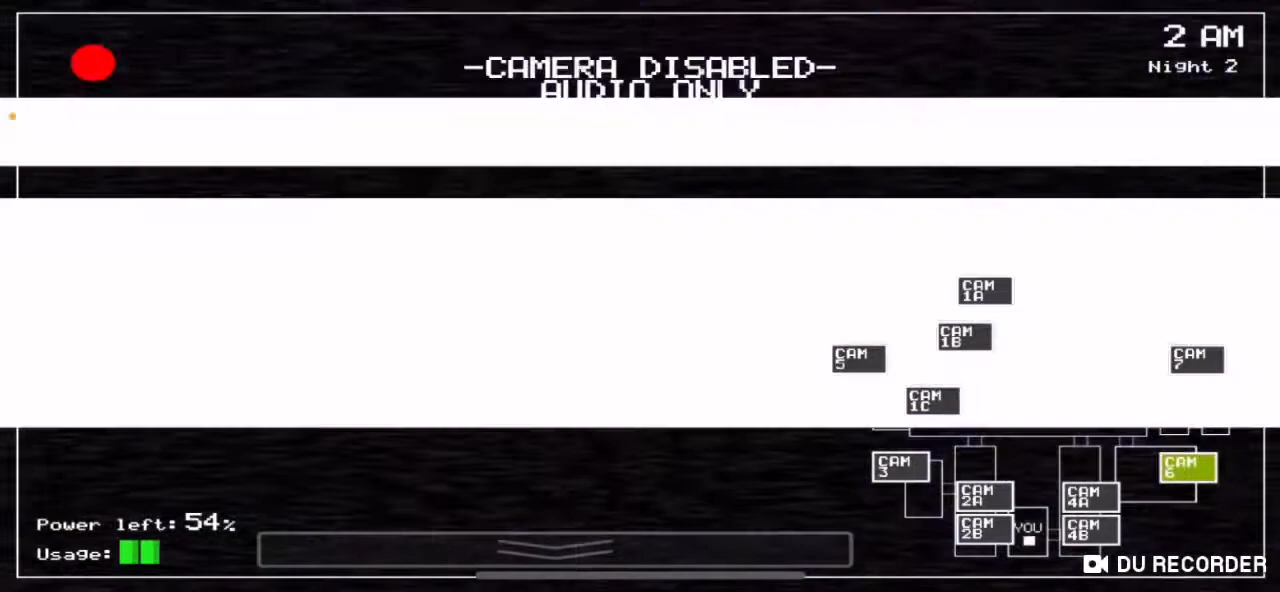 2 AM
Night 2
-CAMERA DISABLED-
AUDIO ONLY
CAM
1A
CAM
1B
CAM
5
CAM
7
CAM
1C
CAM
3
CAM
6
CAM
2A
CAM
4A
CAM
2B
YOU
CAM
4B
Power left: 54%
Usage:
DU RECORDER